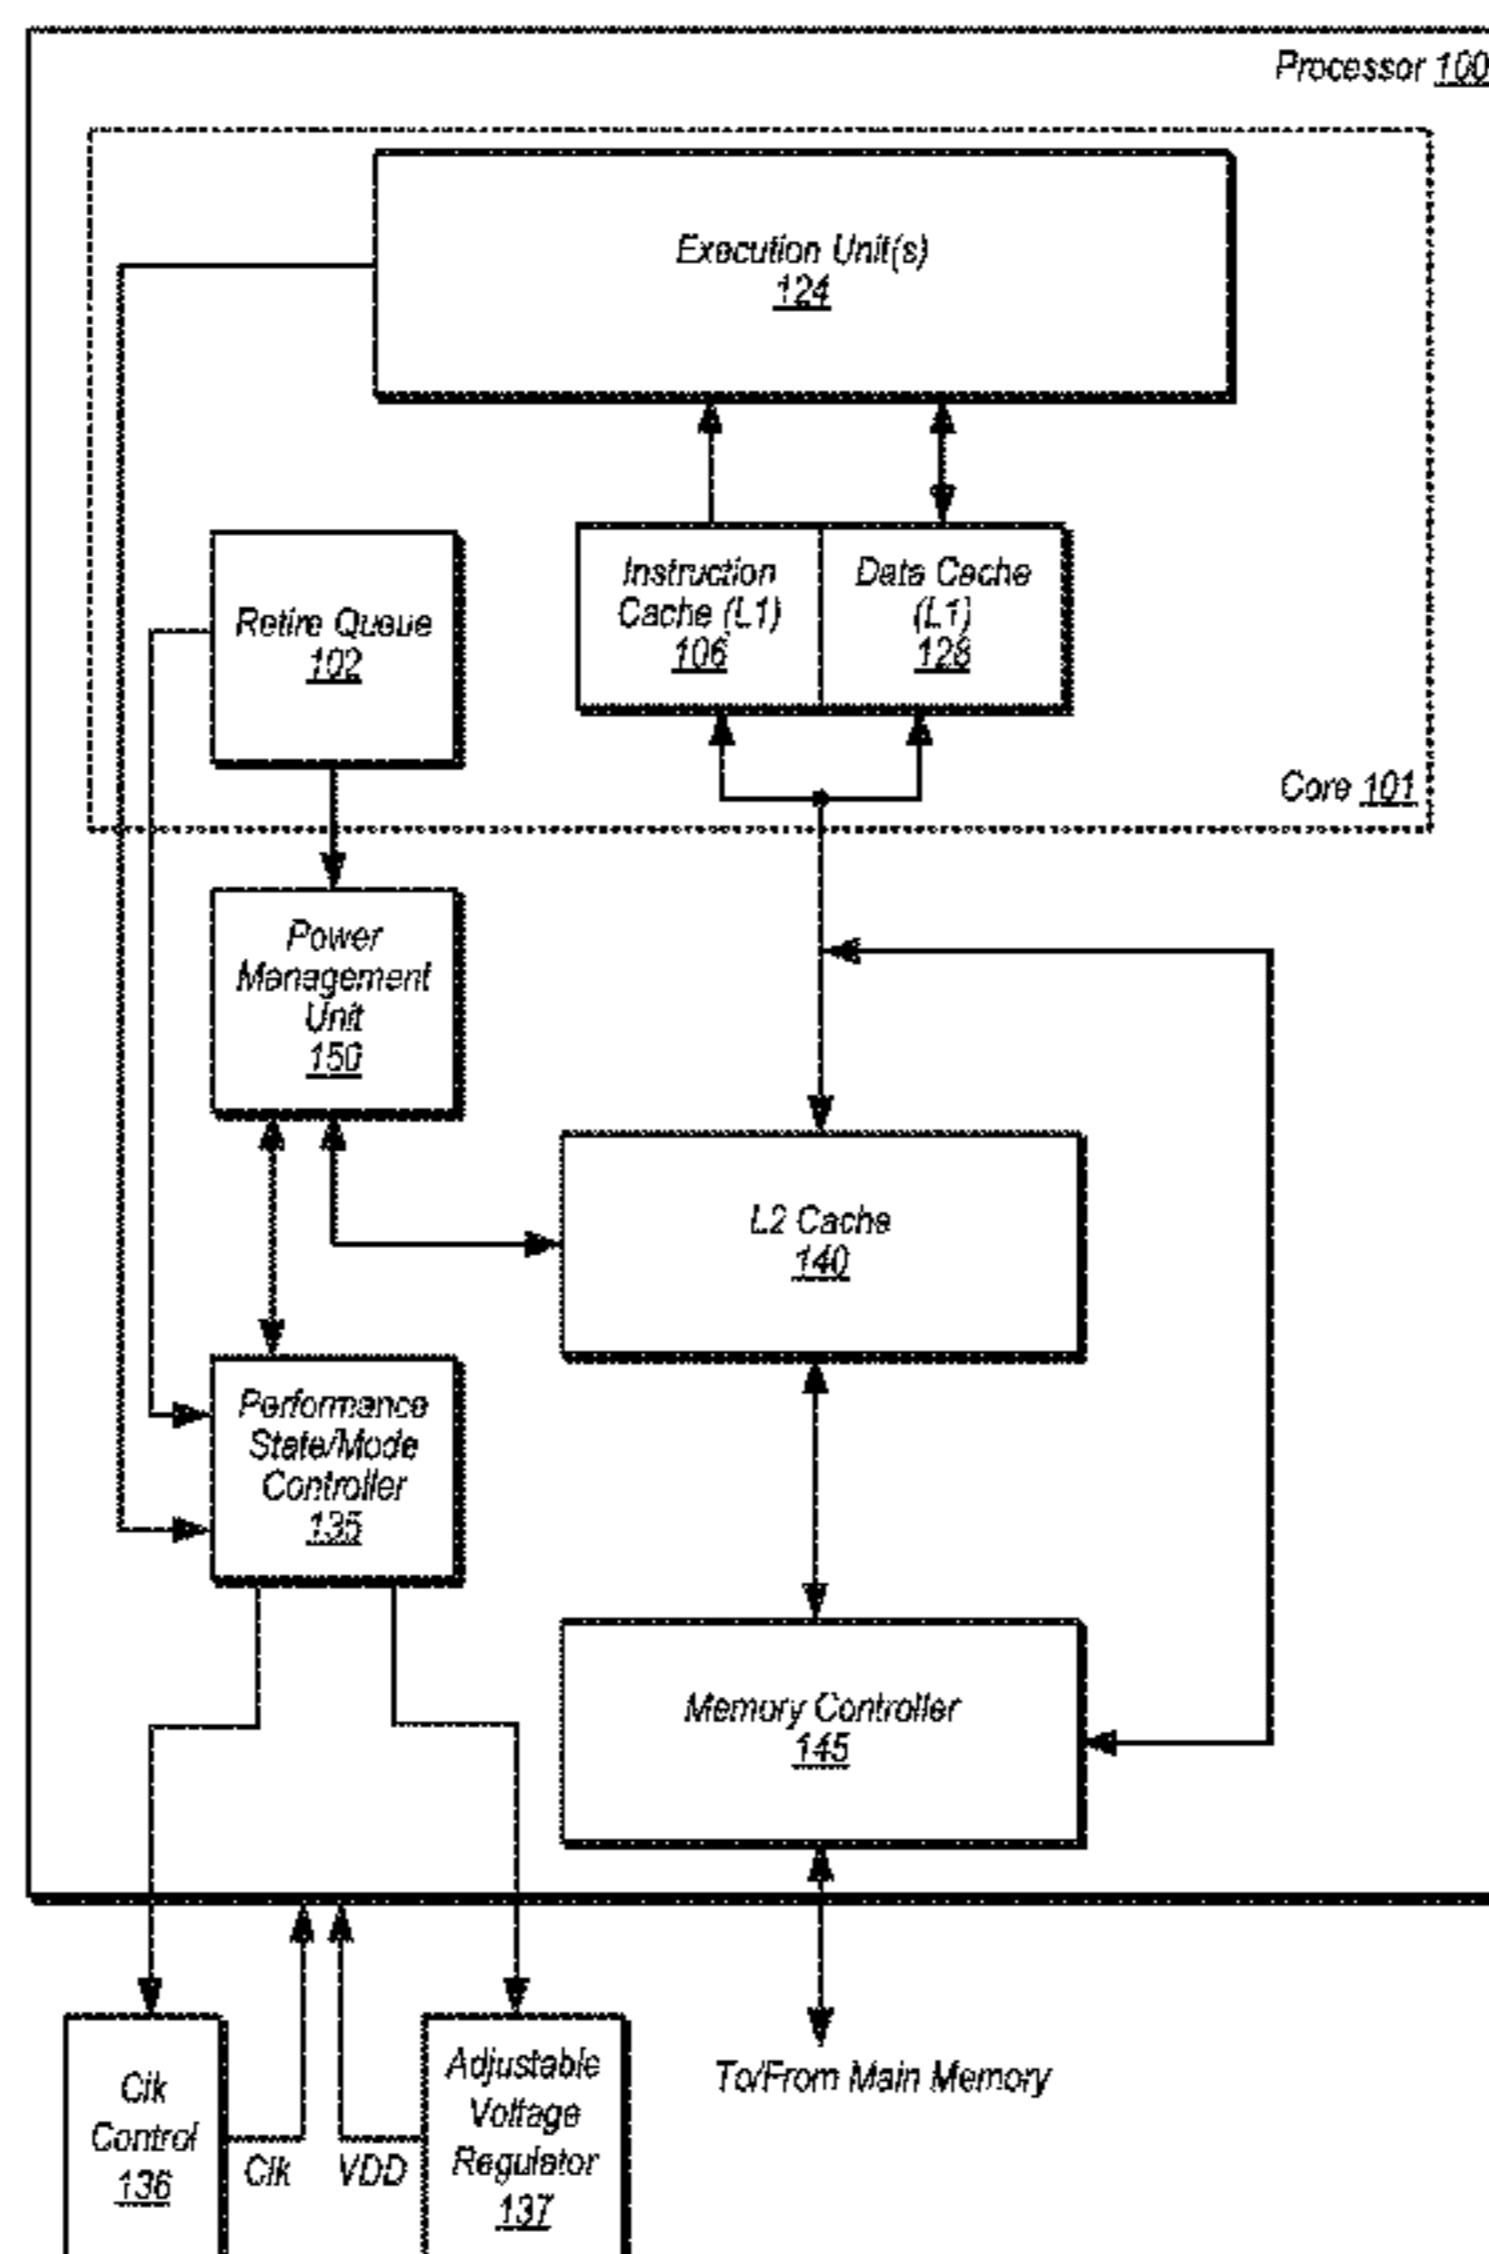 Processor 100
Execution Unit(s)
124
Retire Queue
102
Instruction
Cache (L1)
106
Data Cache
(L1)
128
Core 101
Power
Management
Unit
150
L2 Cache
140
Performance
State/Mode
Controller
135
Memory Controller
145
Clk
Control
136
Clk
VDD
Adjustable
Voltage
Regulator
137
To/From Main Memory